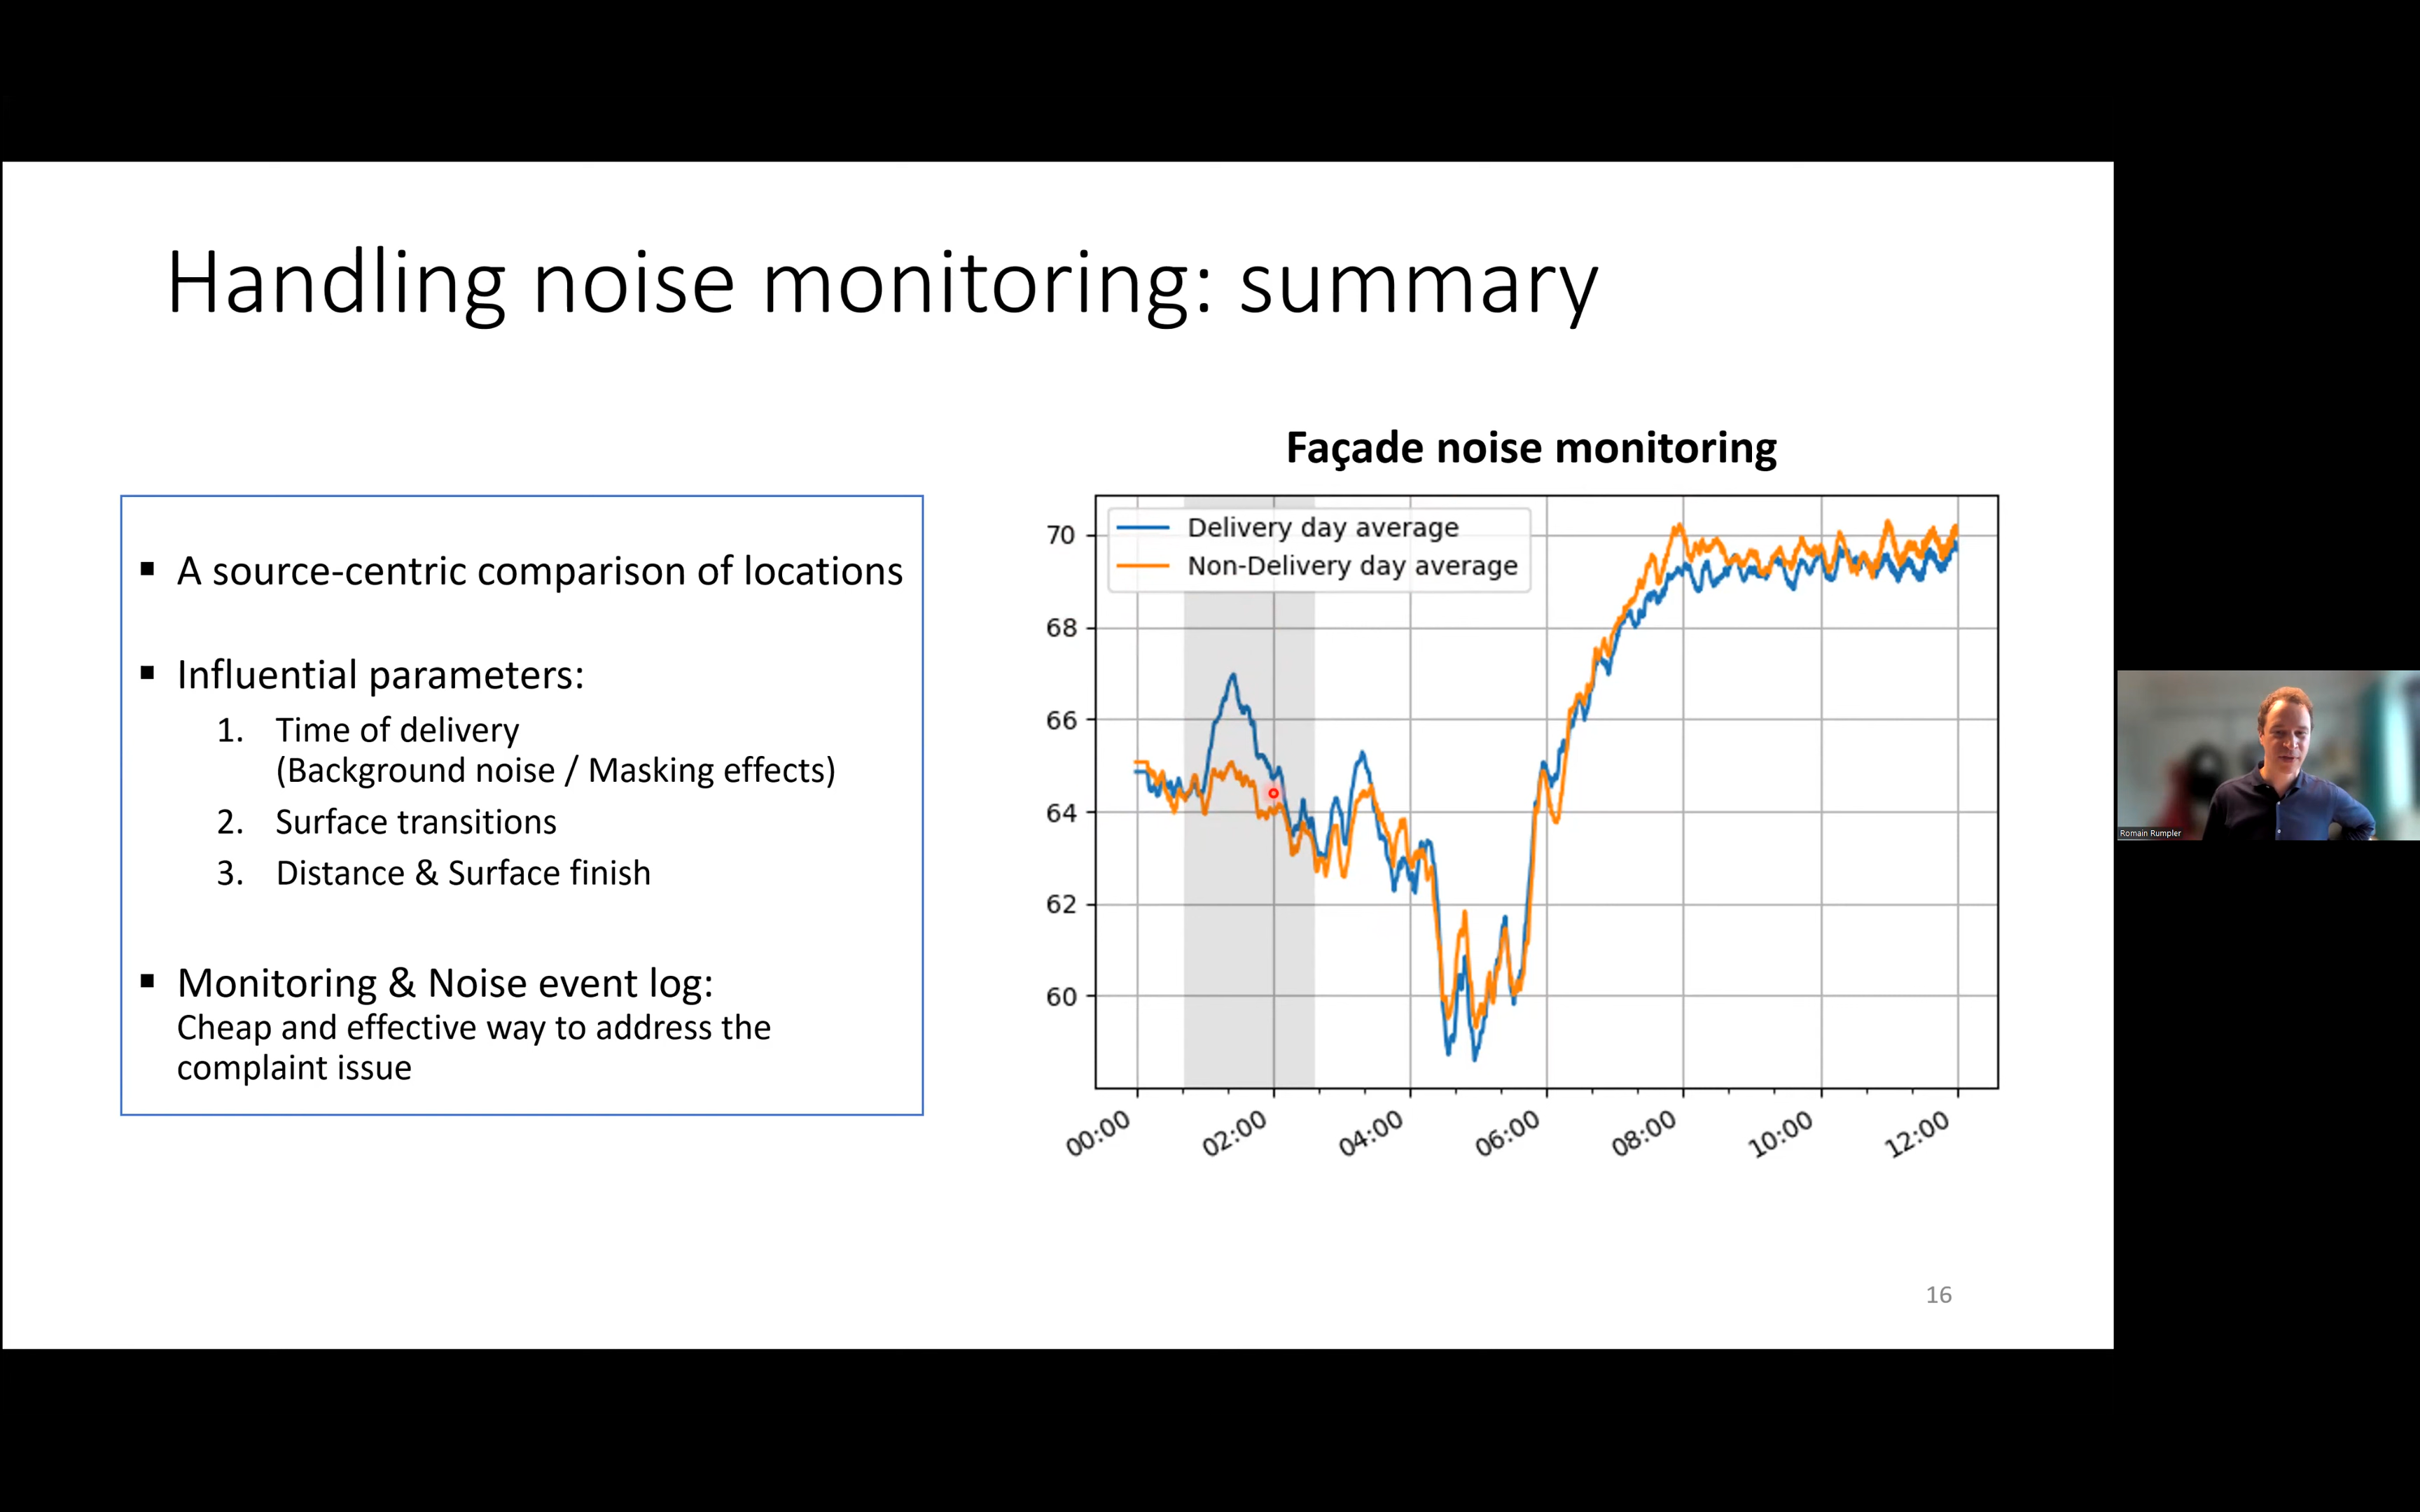 Handling noise monitoring: summary
▪ A source-centric comparison of locations
▪ Influential parameters:
1. Time of delivery
(Background noise / Masking effects)
2. Surface transitions
3. Distance & Surface finish
▪ Monitoring & Noise event log:
Cheap and effective way to address the
complaint issue
Façade noise monitoring
Delivery day average
Non-Delivery day average
70
68
66
64
62
60
00:00 02:00 04:00 06:00 08:00 10:00 12:00
16
Romain Rumpler